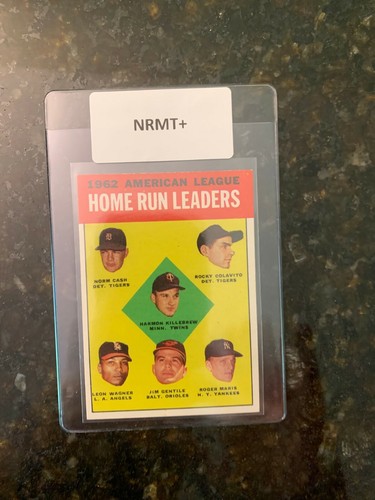 NRMT+
1962 AMERICAN LEAGUE
HOME RUN LEADERS
NORM CASH
DET. TIGERS
ROCKY COLAVITO
DET. TIGERS
HARMON KILLEBREW
MINN. TWINS
LEON WAGNER
L. A. ANGELS
JIM GENTILE
BALT. ORIOLES
ROGER MARIS
N. Y. YANKEES